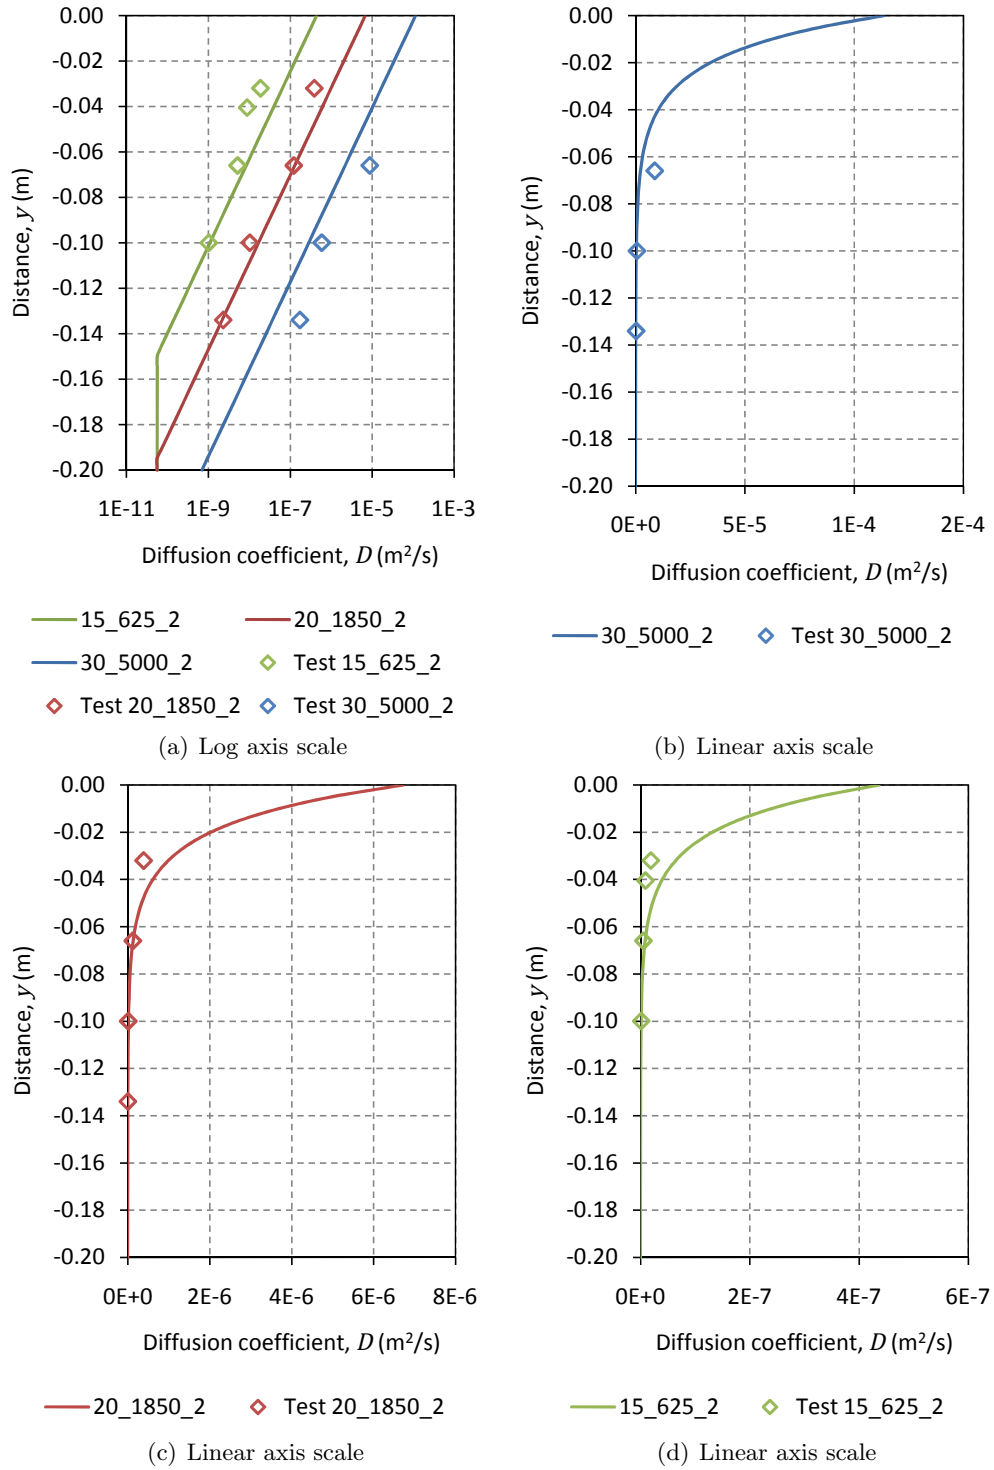 0.00
-0.02
-0.04
-0.06
-0.08
-0.10
-0.12
-0.14
-0.16
-0.18
-0.20
Distance, y (m)
1E-11 1E-9 1E-7 1E-5 1E-3
Diffusion coefficient, D (m²/s)
15_625_2 20_1850_2
30_5000_2 Test 15_625_2
Test 20_1850_2 Test 30_5000_2
(a) Log axis scale
0.00
-0.02
-0.04
-0.06
-0.08
-0.10
-0.12
-0.14
-0.16
-0.18
-0.20
Distance, y (m)
0E+0 5E-5 1E-4 2E-4
Diffusion coefficient, D (m²/s)
30_5000_2 Test 30_5000_2
(b) Linear axis scale
0.00
-0.02
-0.04
-0.06
-0.08
-0.10
-0.12
-0.14
-0.16
-0.18
-0.20
Distance, y (m)
0E+0 2E-6 4E-6 6E-6 8E-6
Diffusion coefficient, D (m²/s)
20_1850_2 Test 20_1850_2
(c) Linear axis scale
0.00
-0.02
-0.04
-0.06
-0.08
-0.10
-0.12
-0.14
-0.16
-0.18
-0.20
Distance, y (m)
0E+0 2E-7 4E-7 6E-7
Diffusion coefficient, D (m²/s)
15_625_2 Test 15_625_2
(d) Linear axis scale